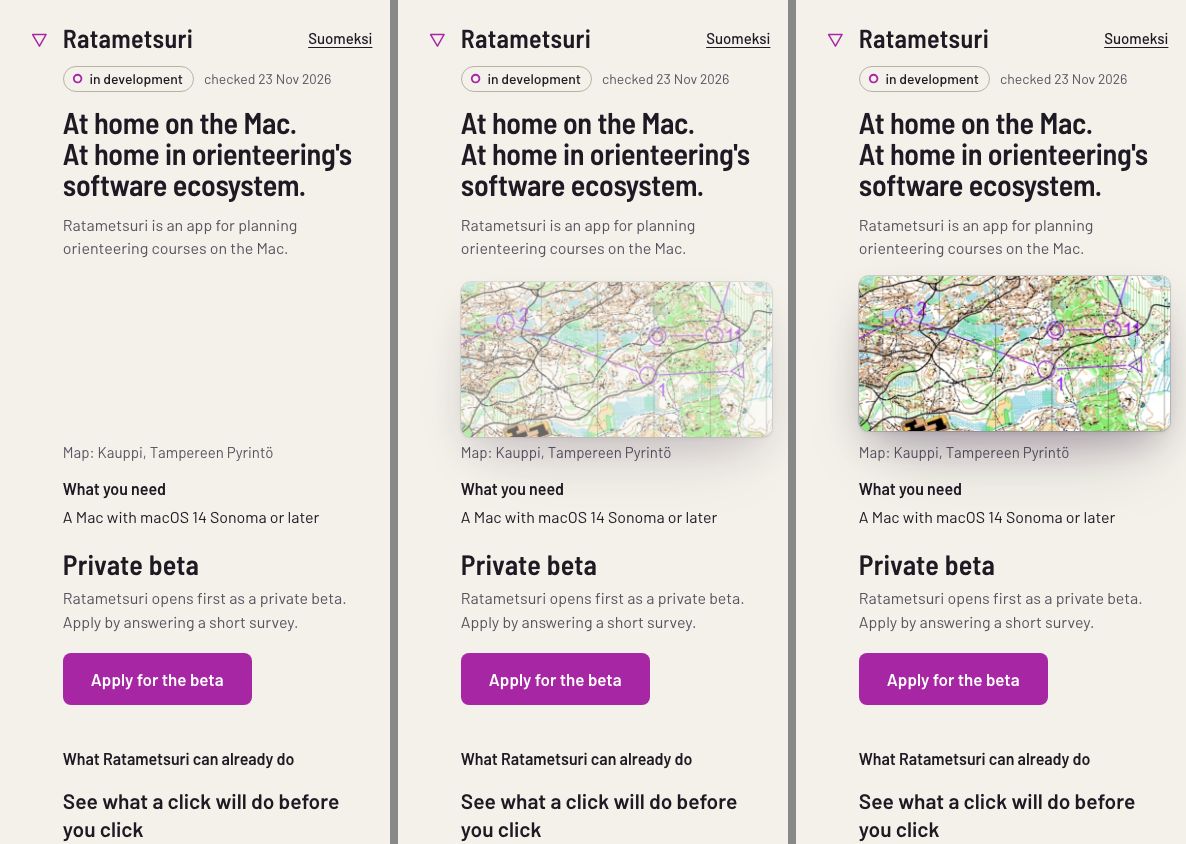 Ratametsuri
Suomeksi
in development
checked 23 Nov 2026
At home on the Mac.
At home in orienteering's
software ecosystem.
Ratametsuri is an app for planning
orienteering courses on the Mac.
Map: Kauppi, Tampereen Pyrintö
What you need
A Mac with macOS 14 Sonoma or later
Private beta
Ratametsuri opens first as a private beta.
Apply by answering a short survey.
Apply for the beta
What Ratametsuri can already do
See what a click will do before
you click
Ratametsuri
Suomeksi
in development
checked 23 Nov 2026
At home on the Mac.
At home in orienteering's
software ecosystem.
Ratametsuri is an app for planning
orienteering courses on the Mac.
2
11
1
Map: Kauppi, Tampereen Pyrintö
What you need
A Mac with macOS 14 Sonoma or later
Private beta
Ratametsuri opens first as a private beta.
Apply by answering a short survey.
Apply for the beta
What Ratametsuri can already do
See what a click will do before
you click
Ratametsuri
Suomeksi
in development
checked 23 Nov 2026
At home on the Mac.
At home in orienteering's
software ecosystem.
Ratametsuri is an app for planning
orienteering courses on the Mac.
2
11
1
Map: Kauppi, Tampereen Pyrintö
What you need
A Mac with macOS 14 Sonoma or later
Private beta
Ratametsuri opens first as a private beta.
Apply by answering a short survey.
Apply for the beta
What Ratametsuri can already do
See what a click will do before
you click